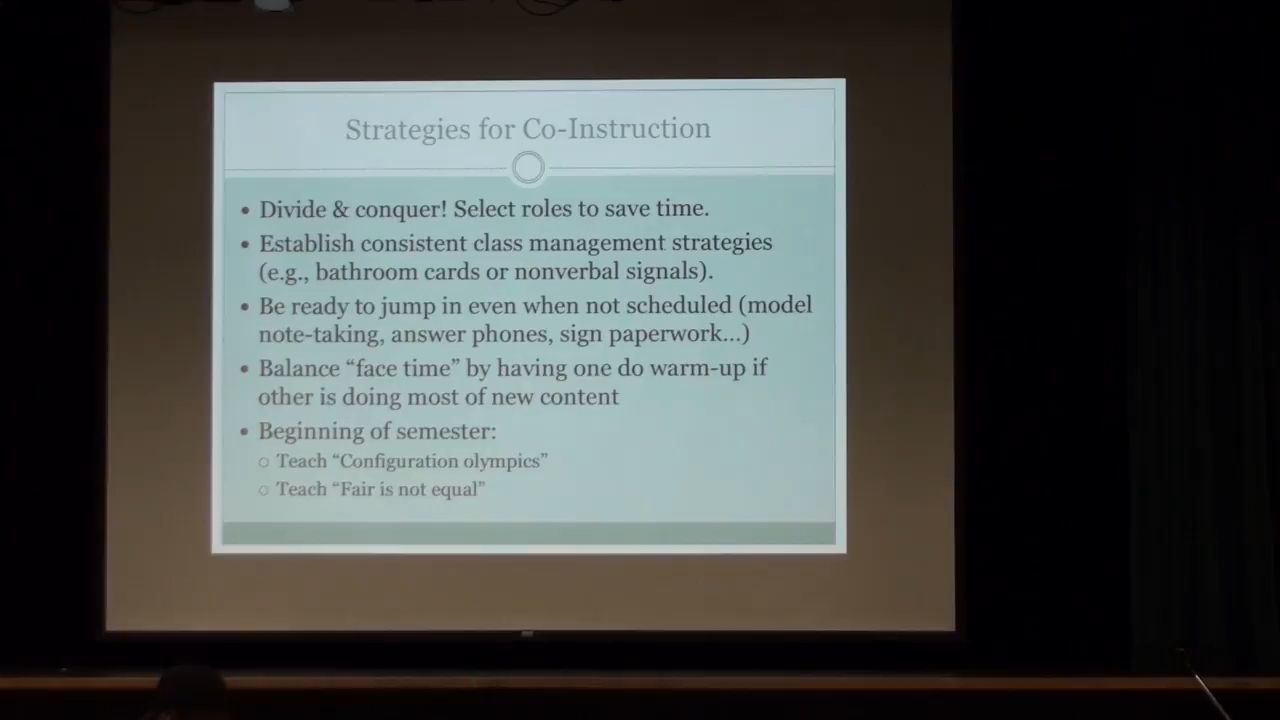 Strategies for Co-Instruction
• Divide & conquer! Select roles to save time.
• Establish consistent class management strategies
(e.g., bathroom cards or nonverbal signals).
• Be ready to jump in even when not scheduled (model
note-taking, answer phones, sign paperwork...)
• Balance “face time” by having one do warm-up if
other is doing most of new content
• Beginning of semester:
○ Teach “Configuration olympics”
○ Teach “Fair is not equal”